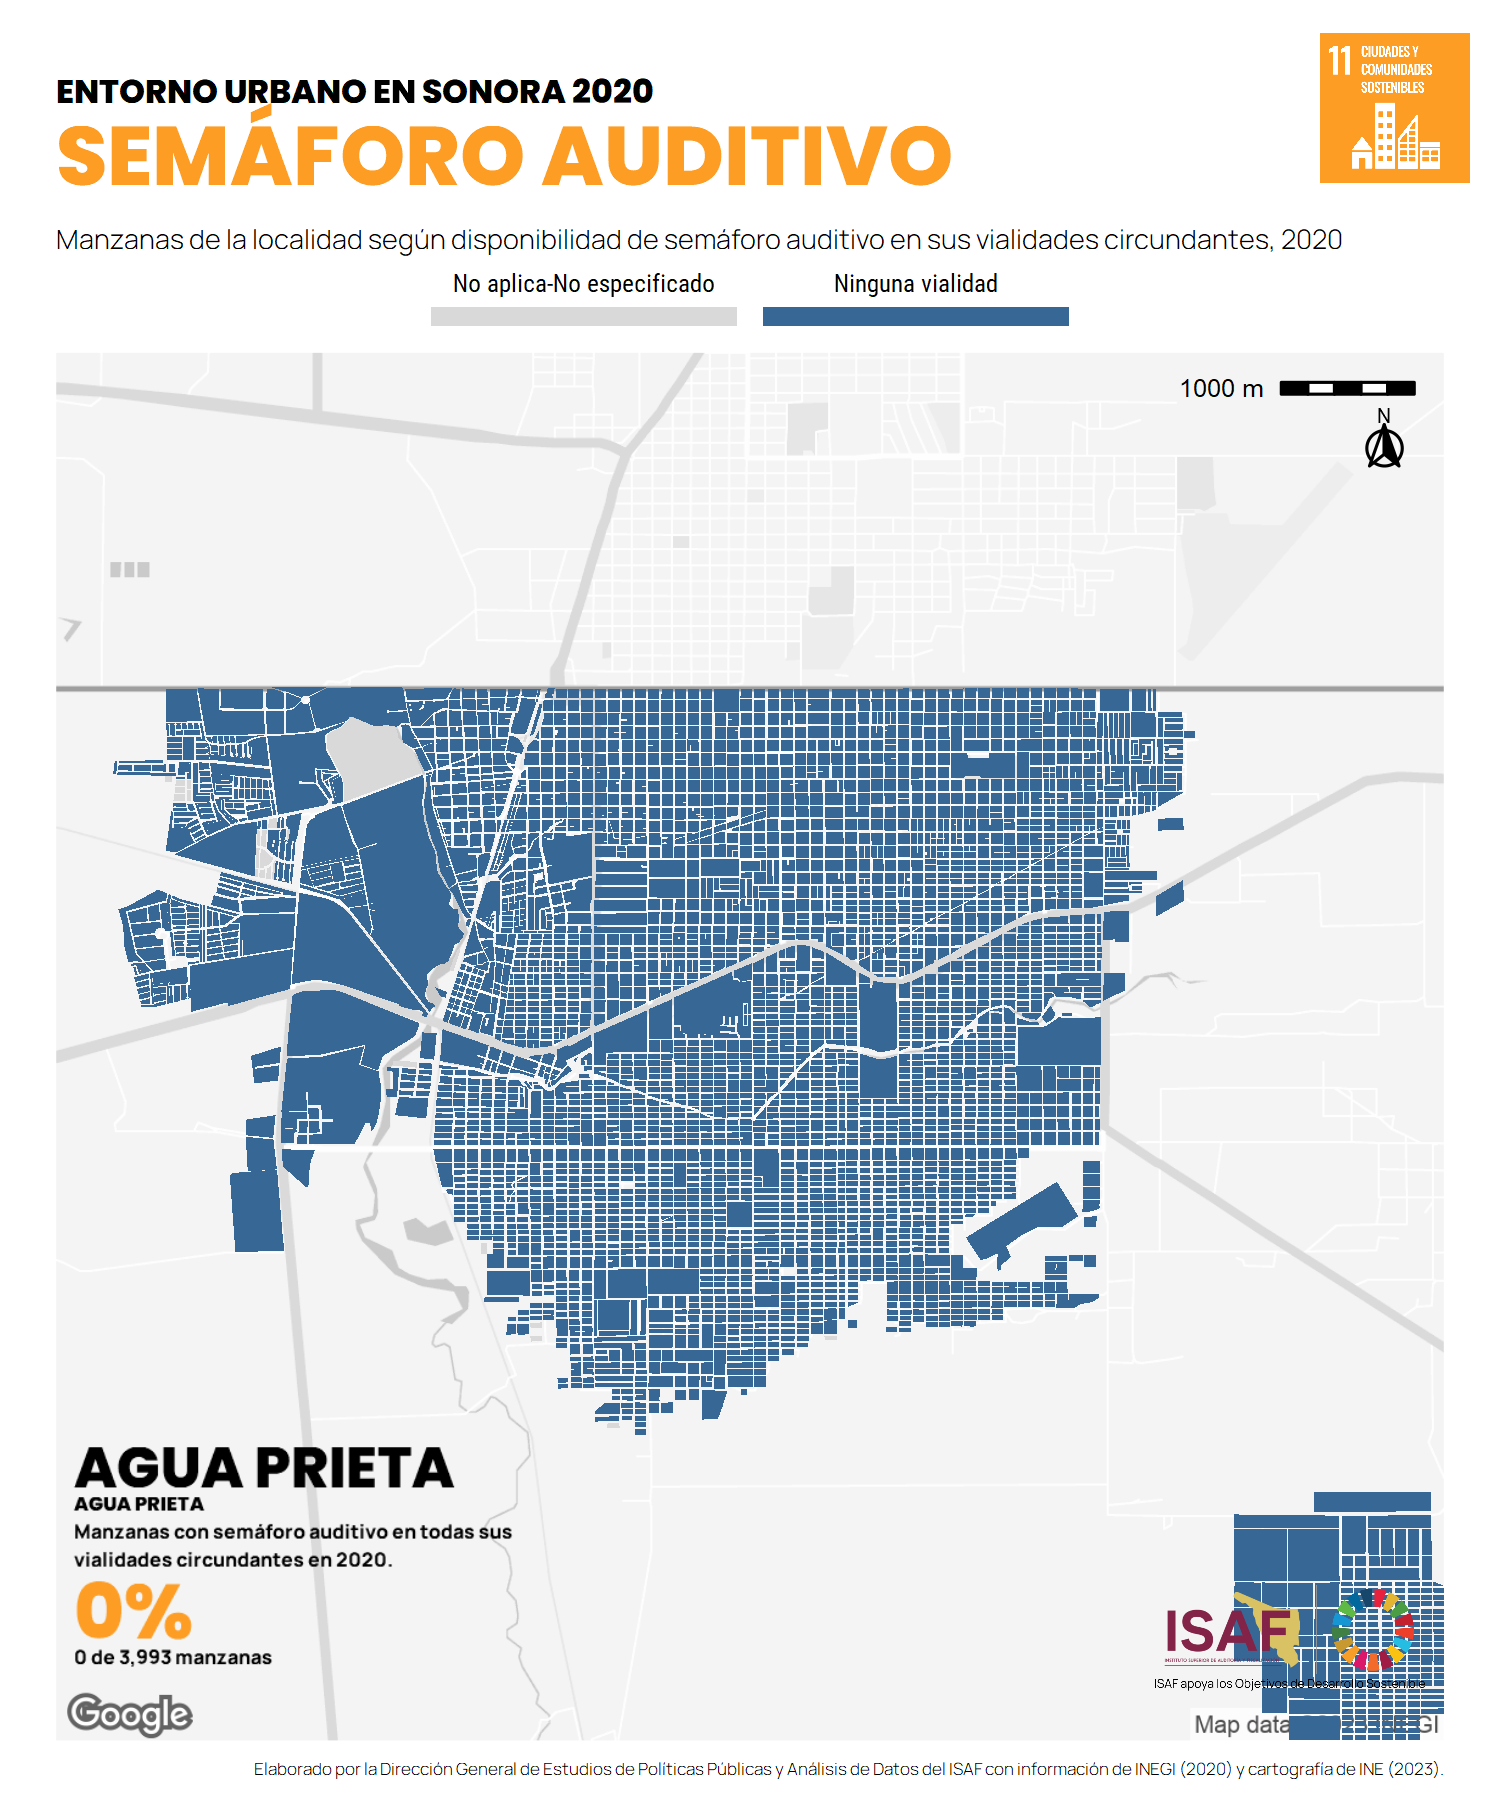 11 CIUDADES Y
COMUNIDADES
SOSTENIBLES
ENTORNO URBANO EN SONORA 2020
SEMÁFORO AUDITIVO
Manzanas de la localidad según disponibilidad de semáforo auditivo en sus vialidades circundantes, 2020
No aplica-No especificado
Ninguna vialidad
1000 m
N
AGUA PRIETA
AGUA PRIETA
Manzanas con semáforo auditivo en todas sus
vialidades circundantes en 2020.
0%
0 de 3,993 manzanas
Google
ISAF
INSTITUTO SUPERIOR DE AUDITORÍA
ISAF apoya los Objetivos de Desarrollo Sostenible
Map data
Elaborado por la Dirección General de Estudios de Políticas Públicas y Análisis de Datos del ISAF con información de INEGI (2020) y cartografía de INE (2023).